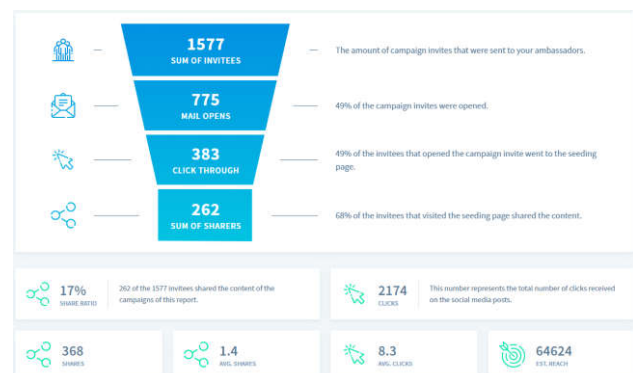 1577
SUM OF INVITEES
The amount of campaign invites that were sent to your ambassadors.
775
MAIL OPENS
49% of the campaign invites were opened.
383
CLICK THROUGH
49% of the invitees that opened the campaign invite went to the seeding
page.
262
SUM OF SHARERS
68% of the invitees that visited the seeding page shared the content.
17%
SHARE RATIO
262 of the 1577 invitees shared the content of the
campaigns of this report.
2174
CLICKS
This number represents the total number of clicks received
on the social media posts.
368
SHARES
1.4
AVG. SHARES
8.3
AVG. CLICKS
64624
EST. REACH